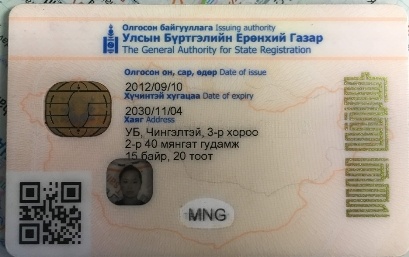 Олгосон байгууллага Issuing authority
Улсын Бүртгэлийн Ерөнхий Газар
The General Authority for State Registration
Олгосон он, сар, өдөр Date of issue
2012/09/10
Хүчинтэй хугацаа Date of expiry
2030/11/04
Хаяг Address
УБ, Чингэлтэй, 3-р хороо
2-р 40 мянгат гудамж
15 байр, 20 тоот
MNG